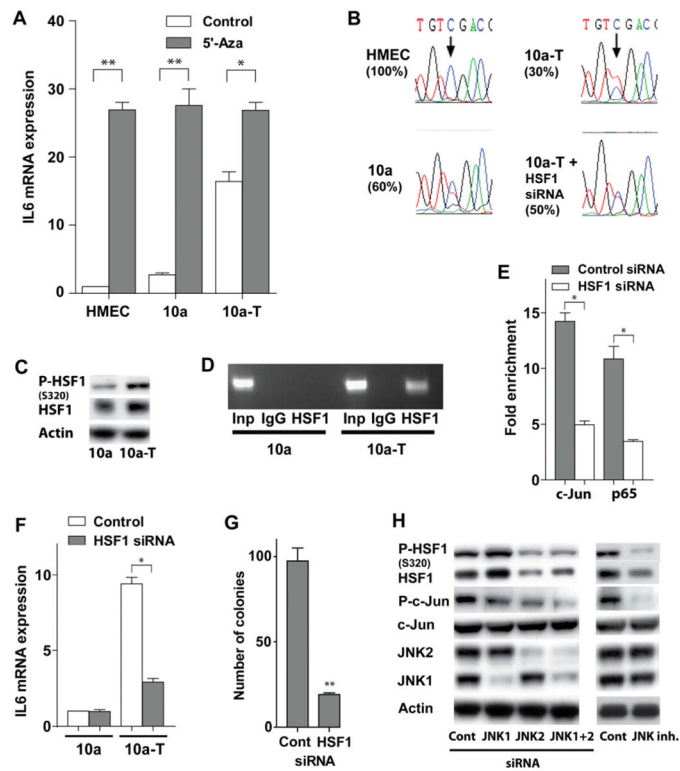 A
Control
5'-Aza
IL6 mRNA expression
40
30
20
10
0
**
**
*
HMEC
10a
10a-T
B
T G T C G A C C
HMEC
(100%)
T G T C G A C C
10a-T
(30%)
10a
(60%)
10a-T +
HSF1
siRNA
(50%)
C
P-HSF1
(S320)
HSF1
Actin
10a 10a-T
D
Inp IgG HSF1 Inp IgG HSF1
10a 10a-T
E
Control siRNA
HSF1 siRNA
Fold enrichment
15
10
5
0
*
*
c-Jun p65
F
Control
HSF1 siRNA
IL6 mRNA expression
10
5
0
*
10a 10a-T
G
Number of colonies
100
50
0
**
Cont HSF1
siRNA
H
P-HSF1
(S320)
HSF1
P-c-Jun
c-Jun
JNK2
JNK1
Actin
Cont JNK1 JNK2 JNK1+2 Cont JNK inh.
siRNA